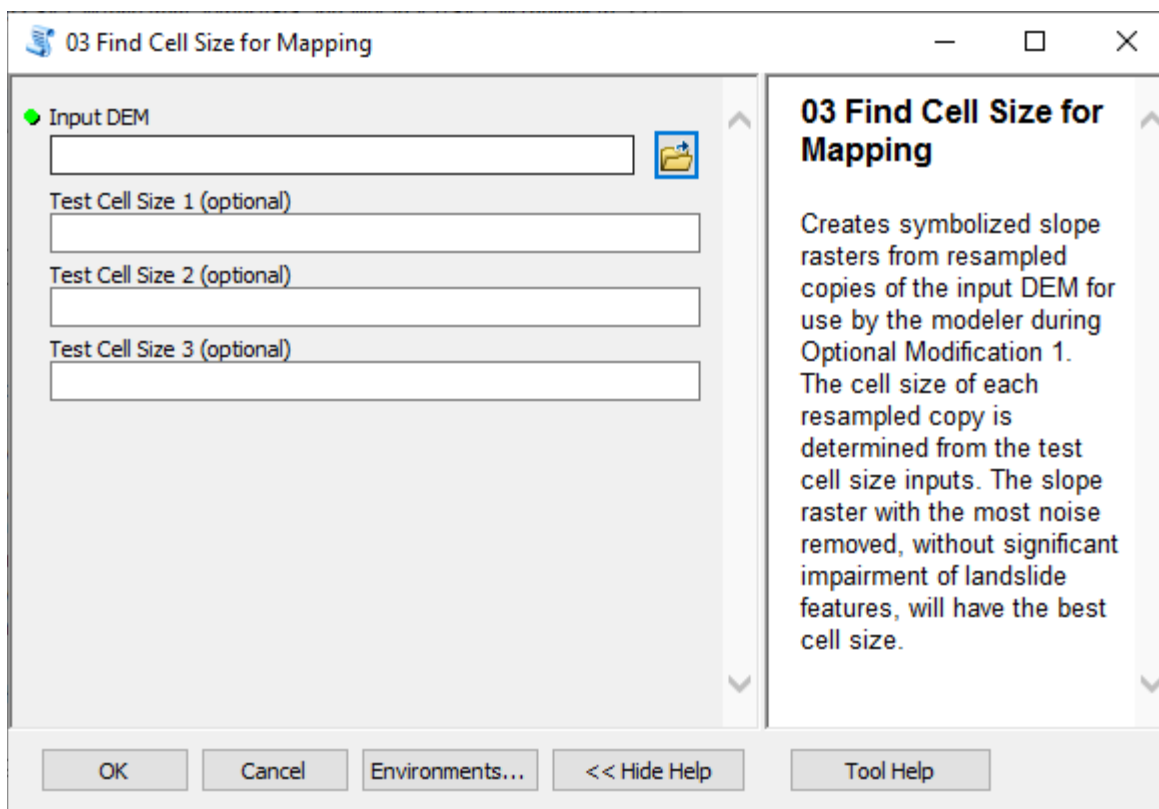 03 Find Cell Size for Mapping
Input DEM
Test Cell Size 1 (optional)
Test Cell Size 2 (optional)
Test Cell Size 3 (optional)
03 Find Cell Size for
Mapping
Creates symbolized slope
rasters from resampled
copies of the input DEM for
use by the modeler during
Optional Modification 1.
The cell size of each
resampled copy is
determined from the test
cell size inputs. The slope
raster with the most noise
removed, without significant
impairment of landslide
features, will have the best
cell size.
OK
Cancel
Environments...
<< Hide Help
Tool Help